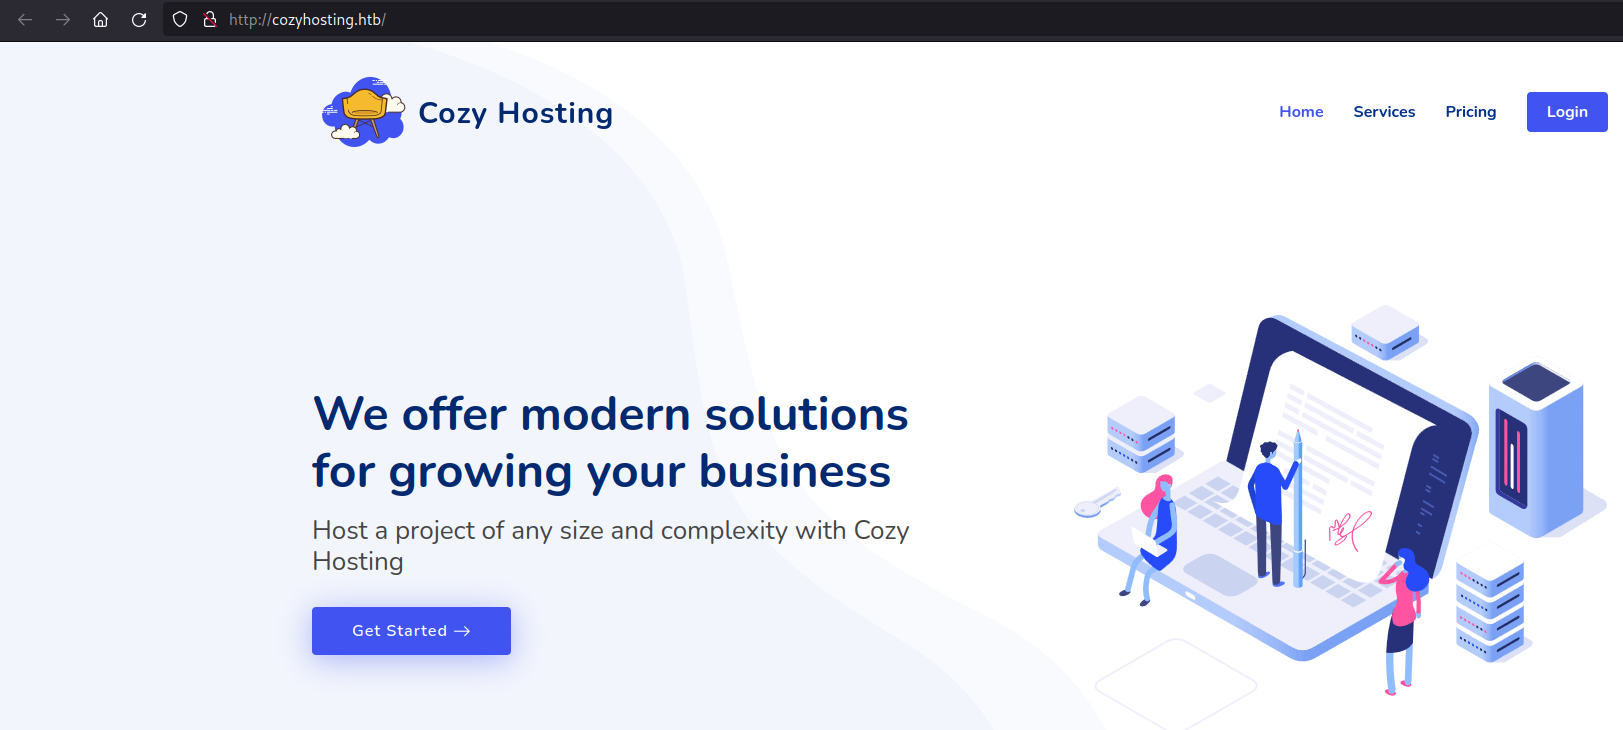 http://cozyhosting.htb/
Cozy Hosting
Home Services Pricing Login
We offer modern solutions
for growing your business
Host a project of any size and complexity with Cozy
Hosting
Get Started →